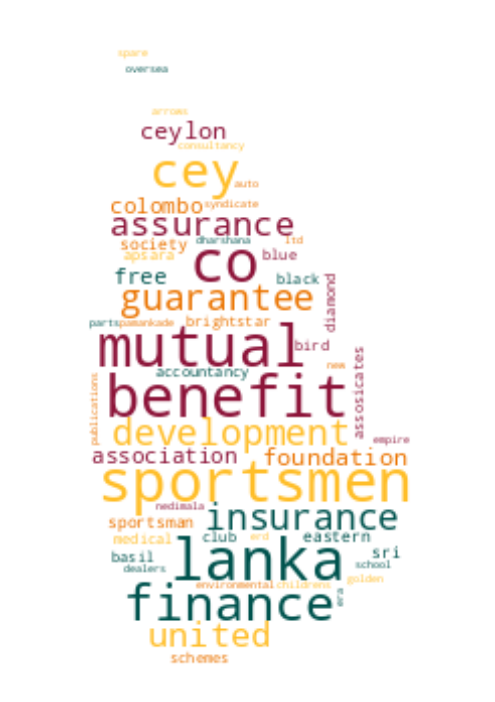 spare
oversea
arrows
ceylon
consultancy
cey
auto
colombo syndicate
assurance
society dharshana ltd
apsara co blue
free black
guarantee diamond
parts pamankade brightstar
mutual bird
accountancy new
benefit assosicates
publications
development empire
association foundation
sportsmen
nedimala
sportsman insurance
medical club erd eastern
basil lanka sri
dealers school
environmental childrens golden
finance era
united
schemes